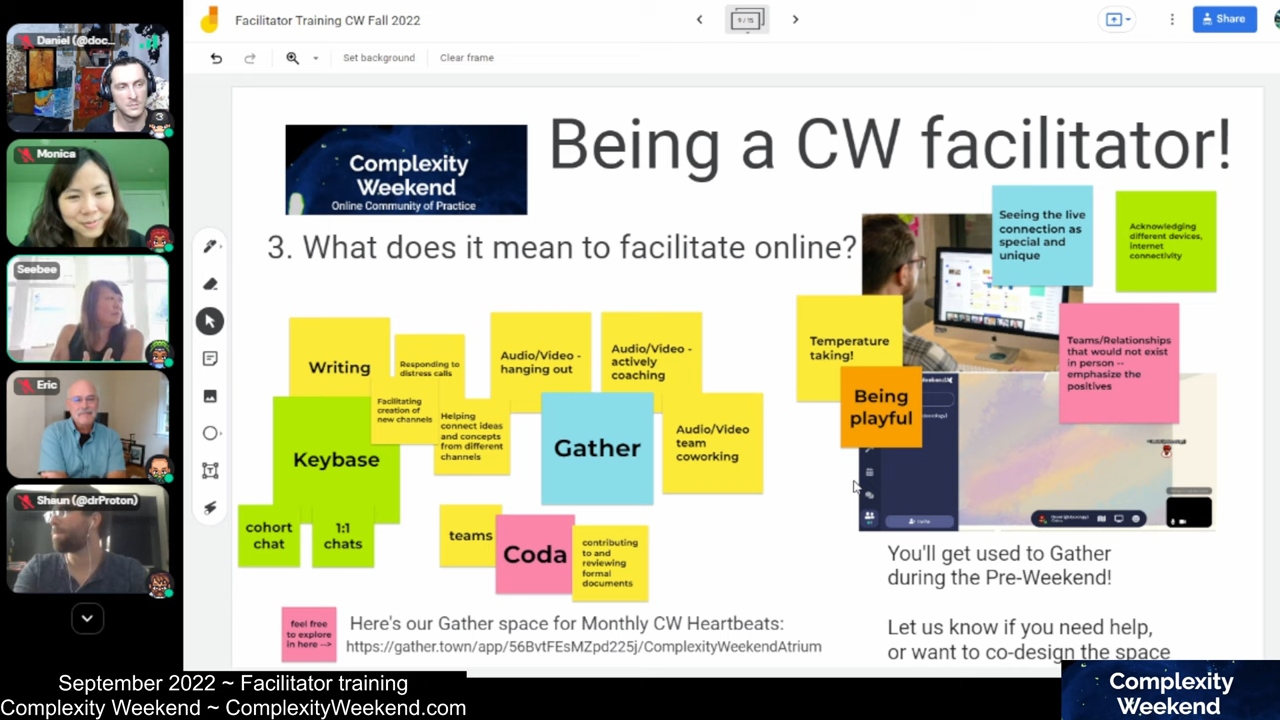 Facilitator Training CW Fall 2022
9 / 15
Share
Set background
Clear frame
Daniel (@doc...
Monica
Seebee
Eric
Shaun (@drProton)
Complexity
Weekend
Online Community of Practice
Being a CW facilitator!
3. What does it mean to facilitate online?
Seeing the live
connection as
special and
unique
Acknowledging
different devices,
internet
connectivity
Writing
Responding to
distress calls
Audio/Video -
hanging out
Audio/Video -
actively
coaching
Temperature
taking!
Teams/Relationships
that would not exist
in person --
emphasize the
positives
Being
playful
Facilitating
creation of
new channels
Helping
connect ideas
and concepts
from different
channels
Keybase
Gather
Audio/Video
team
coworking
cohort
chat
1:1
chats
teams
Coda
contributing
to and
reviewing
formal
documents
You'll get used to Gather
during the Pre-Weekend!
feel free
to explore
in here -->
Here's our Gather space for Monthly CW Heartbeats:
https://gather.town/app/56BvtFEsMZpd225j/ComplexityWeekendAtrium
Let us know if you need help,
or want to co-design the space
September 2022 ~ Facilitator training
Complexity Weekend ~ ComplexityWeekend.com
Complexity
Weekend